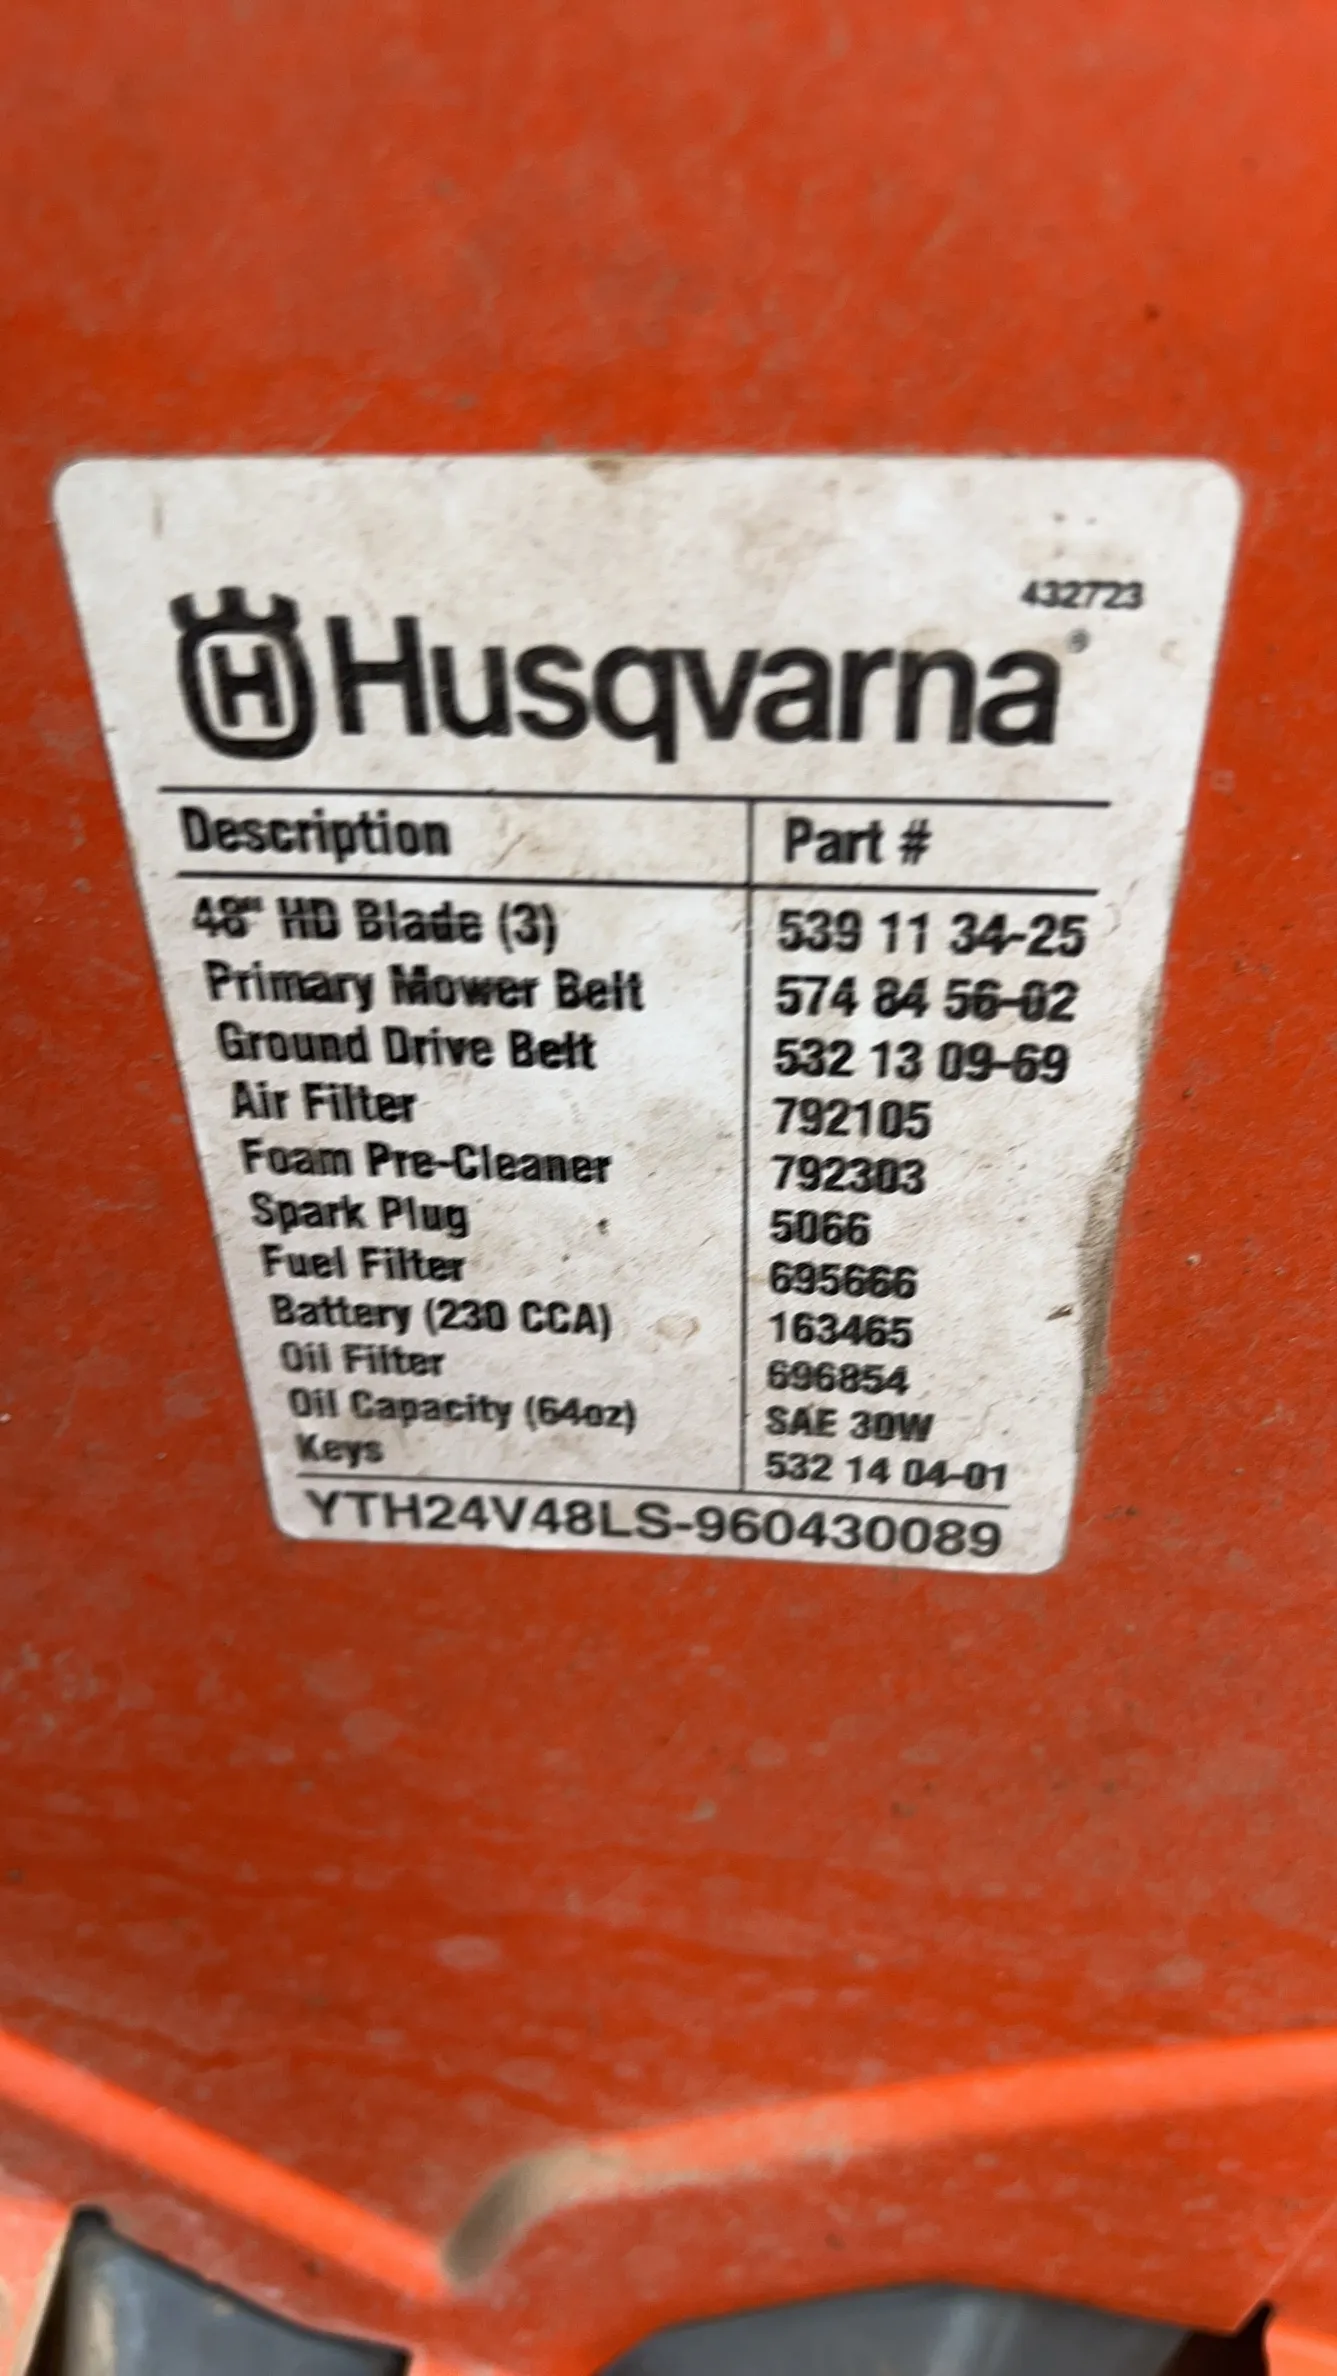 432723
Husqvarna®
Description Part #
48" HD Blade (3) 539 11 34-25
Primary Mower Belt 574 84 56-02
Ground Drive Belt 532 13 09-69
Air Filter 792105
Foam Pre-Cleaner 792303
Spark Plug 5066
Fuel Filter 695666
Battery (230 CCA) 163465
Oil Filter 696854
Oil Capacity (64oz) SAE 30W
Keys 532 14 04-01
YTH24V48LS-960430089